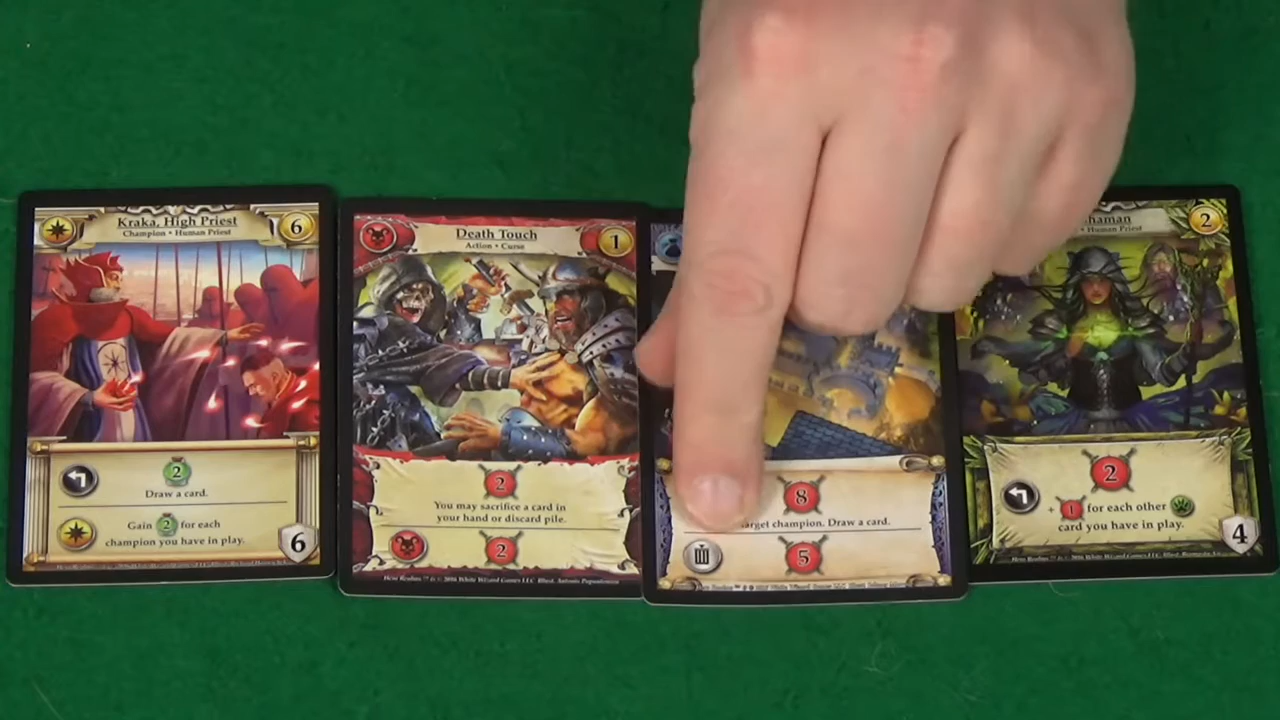 Kraka, High Priest
6
Champion • Human Priest
2
Draw a card.
Gain 2 for each
champion you have in play.
6
Death Touch
1
Action • Curse
2
You may sacrifice a card in
your hand or discard pile.
2
8
target champion. Draw a card.
5
haman
2
• Human Priest
2
+ 1 for each other
card you have in play.
4